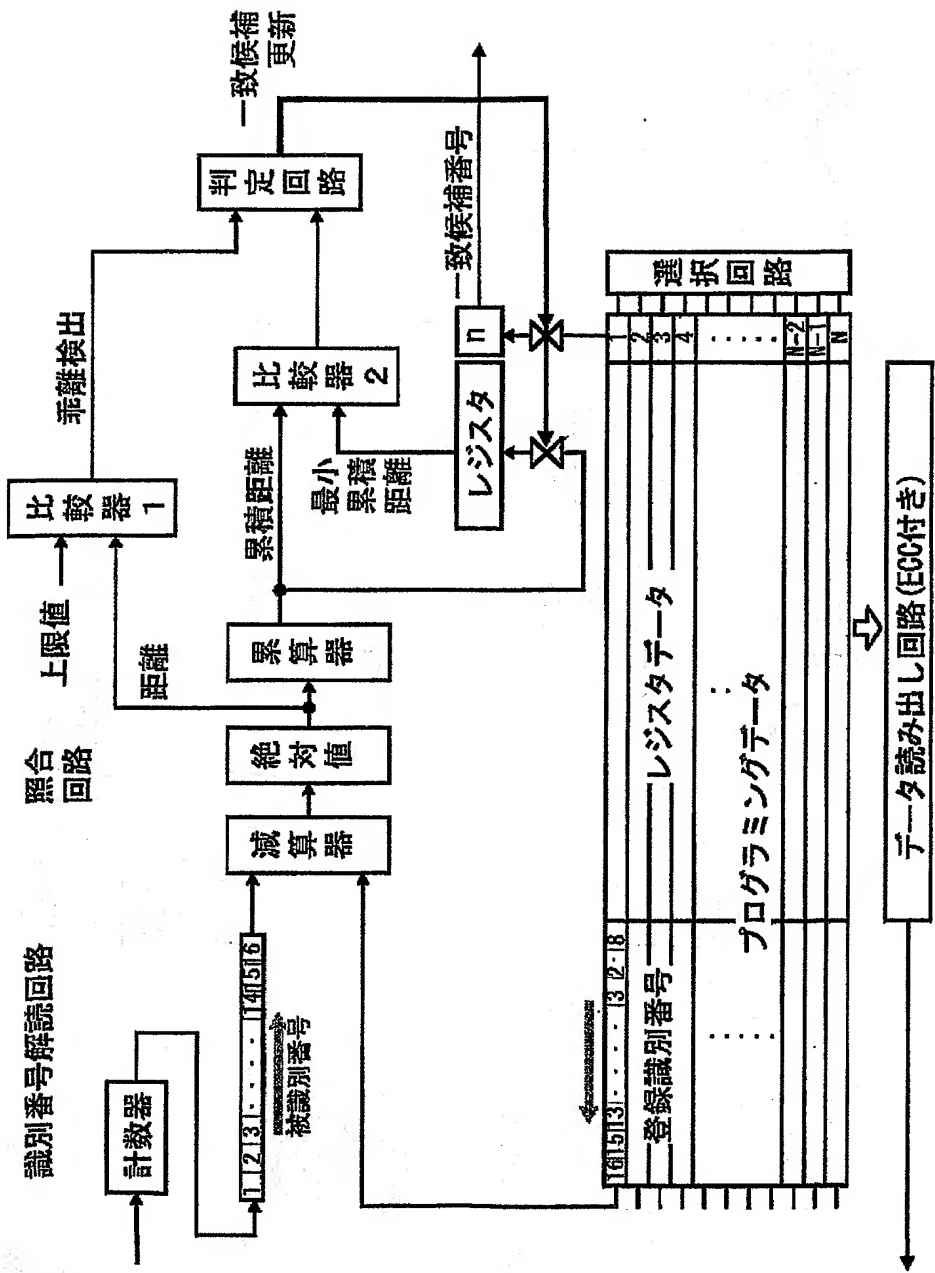 識別番号解読回路
計数器
1 2 3 ・・・・ 14 15 16
被識別番号
照合
回路
減算器
絶対値
累算器
距離
上限値
比較器1
乖離検出
累積距離
最小
累積
距離
比較器2
判定回路
一致候補
更新
レジスタ
n
一致候補番号
16 15 13 ・・・・ 3 2・8
登録識別番号
レジスタデータ
プログラミングデータ
1
2
3
4
N-2
N-1
N
選択回路
データ読み出し回路(ECC付き)